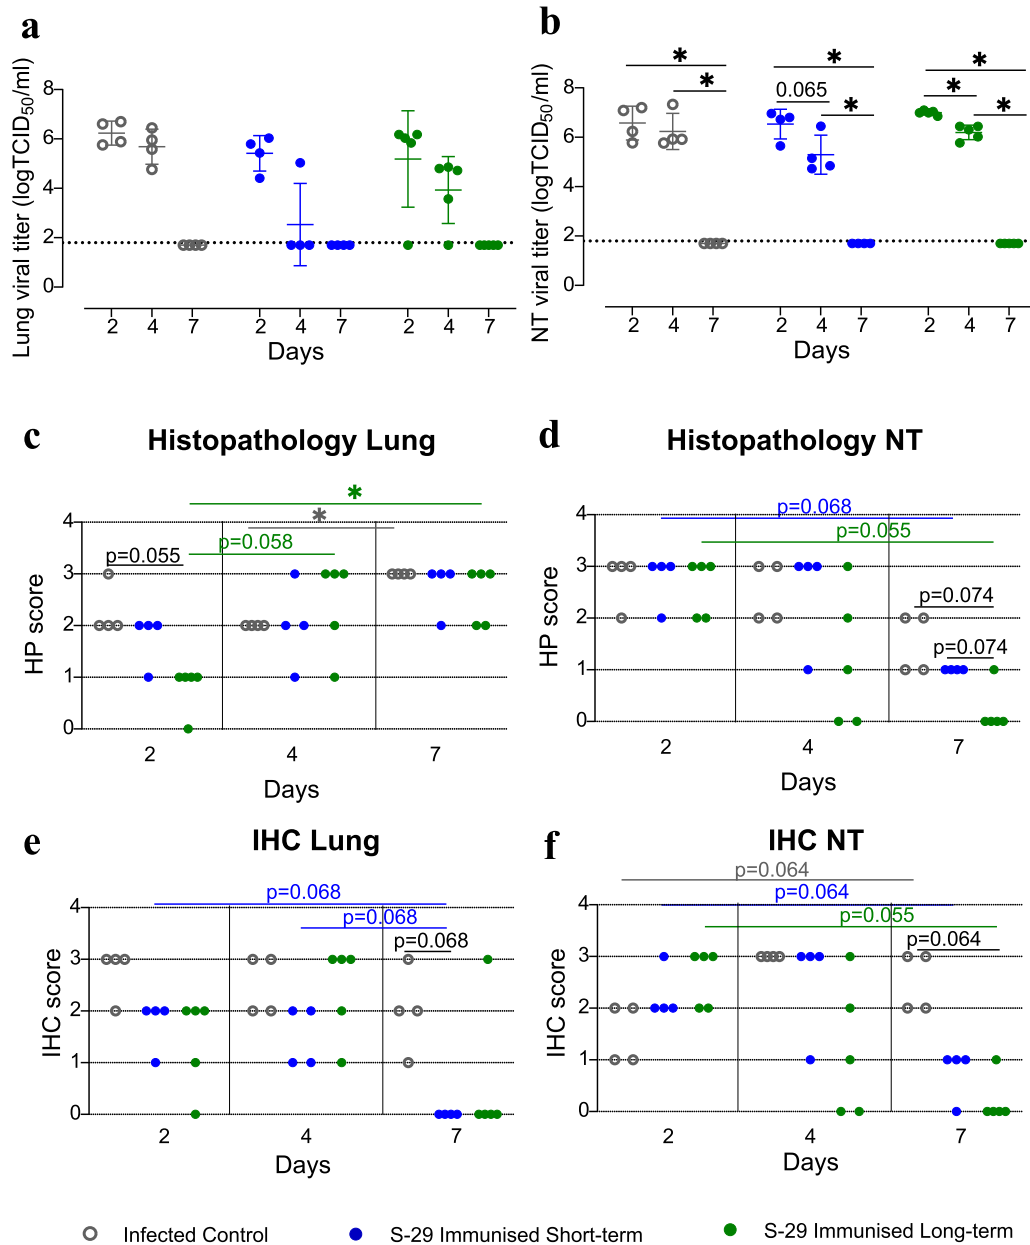 a
Lung viral titer (logTCID50/ml)
8
6
4
2
0
2 4 7 2 4 7 2 4 7
Days
b
NT viral titer (logTCID50/ml)
8
6
4
2
0
* * 0.065 * * * * *
2 4 7 2 4 7 2 4 7
Days
c
Histopathology Lung
HP score
4
3
2
1
0
*
*
p=0.058
p=0.055
2 4 7
Days
d
Histopathology NT
HP score
4
3
2
1
0
p=0.068
p=0.055
p=0.074
p=0.074
2 4 7
Days
e
IHC Lung
IHC score
4
3
2
1
0
p=0.068
p=0.068
p=0.068
2 4 7
Days
f
IHC NT
IHC score
4
3
2
1
0
p=0.064
p=0.064
p=0.055
p=0.064
2 4 7
Days
Infected Control S-29 Immunised Short-term S-29 Immunised Long-term